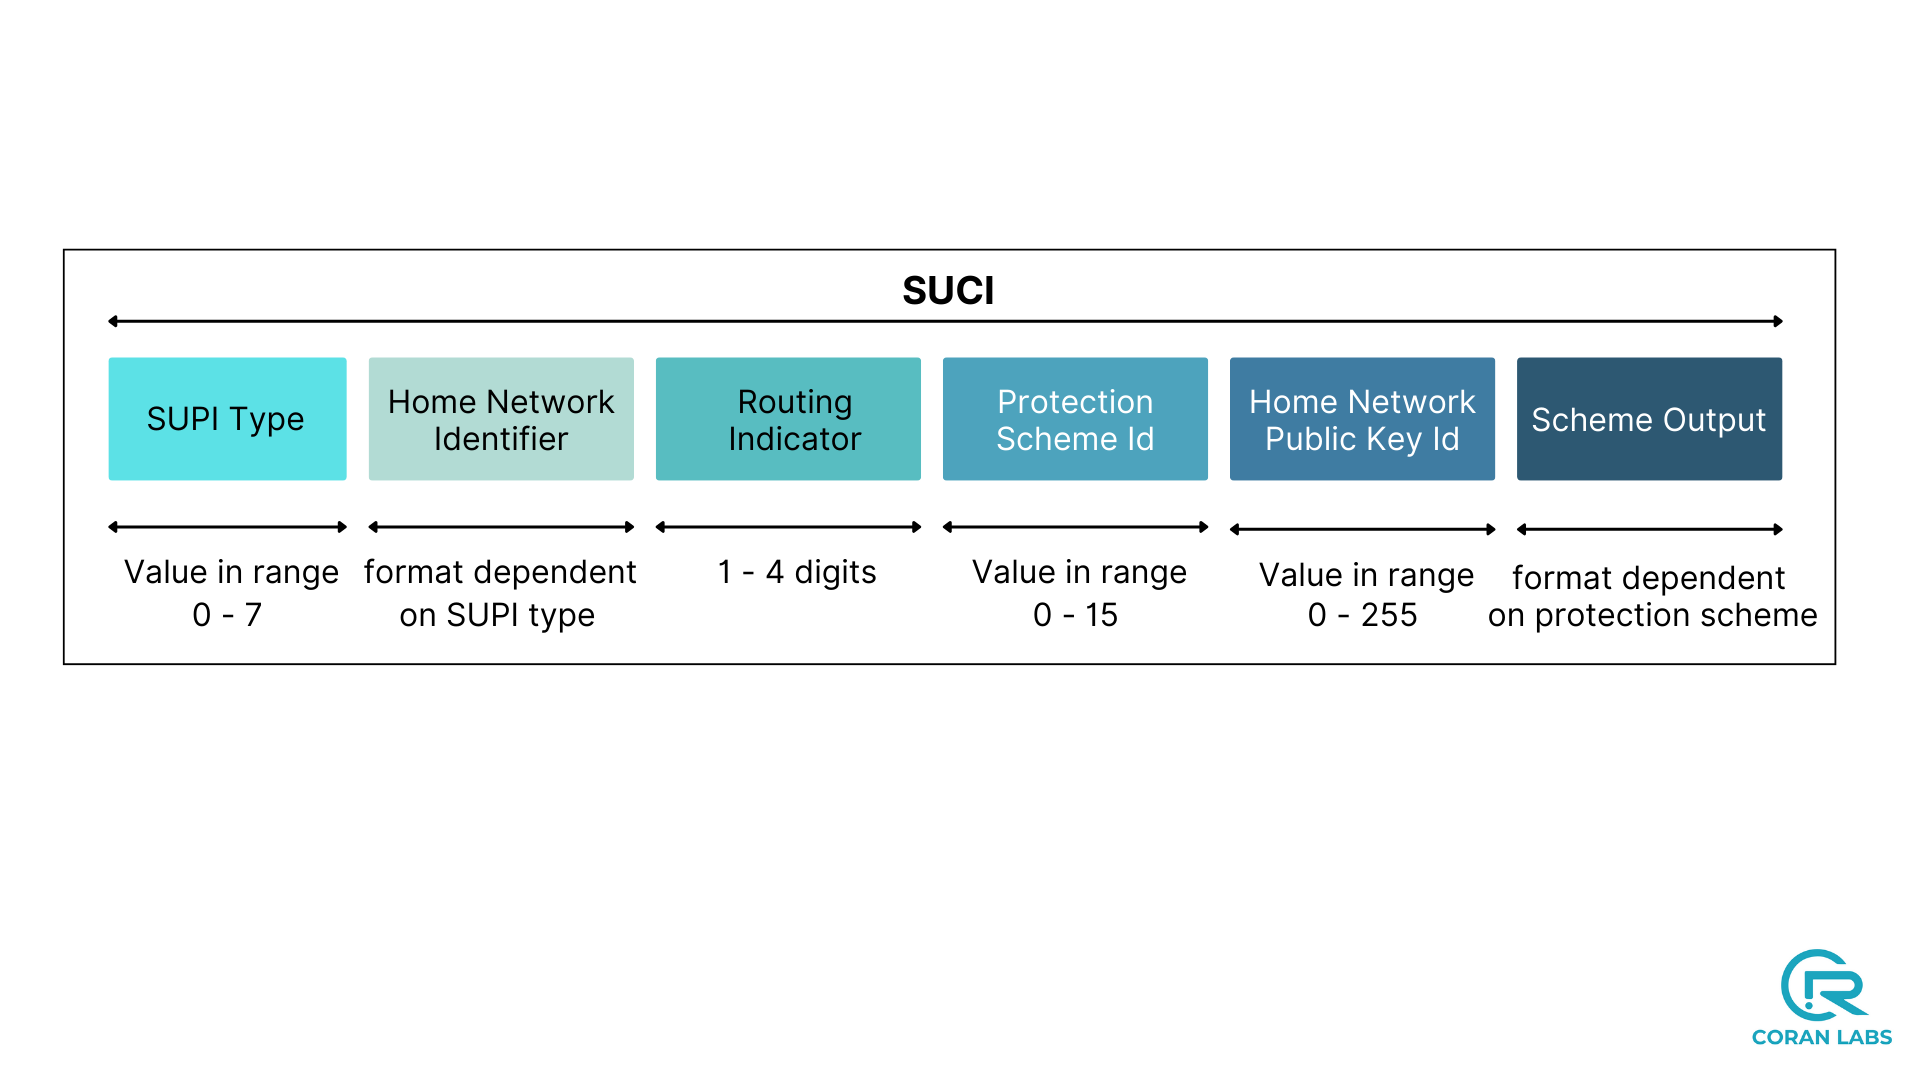 SUCI
SUPI Type
Home Network
Identifier
Routing
Indicator
Protection
Scheme Id
Home Network
Public Key Id
Scheme Output
Value in range
0 - 7
format dependent
on SUPI type
1 - 4 digits
Value in range
0 - 15
Value in range
0 - 255
format dependent
on protection scheme
CORAN LABS